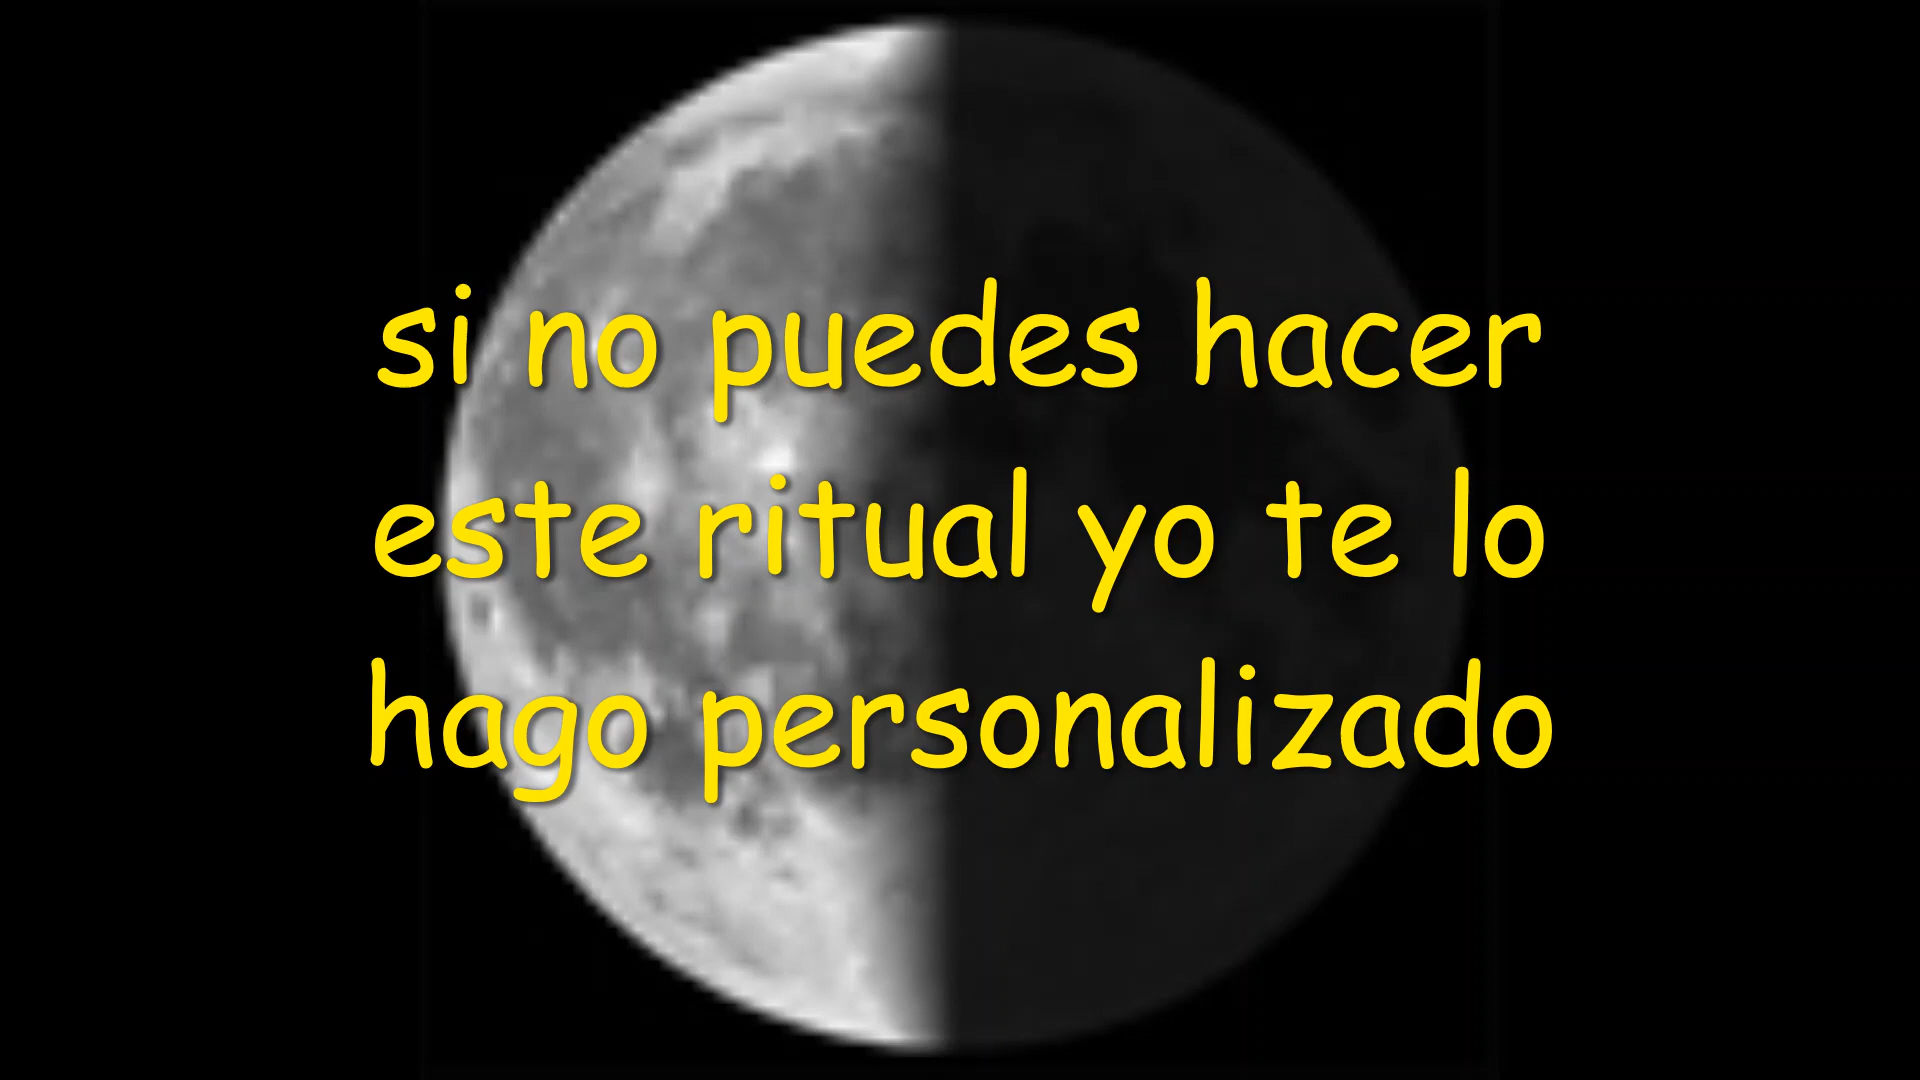 si no puedes hacer
este ritual yo te lo
hago personalizado